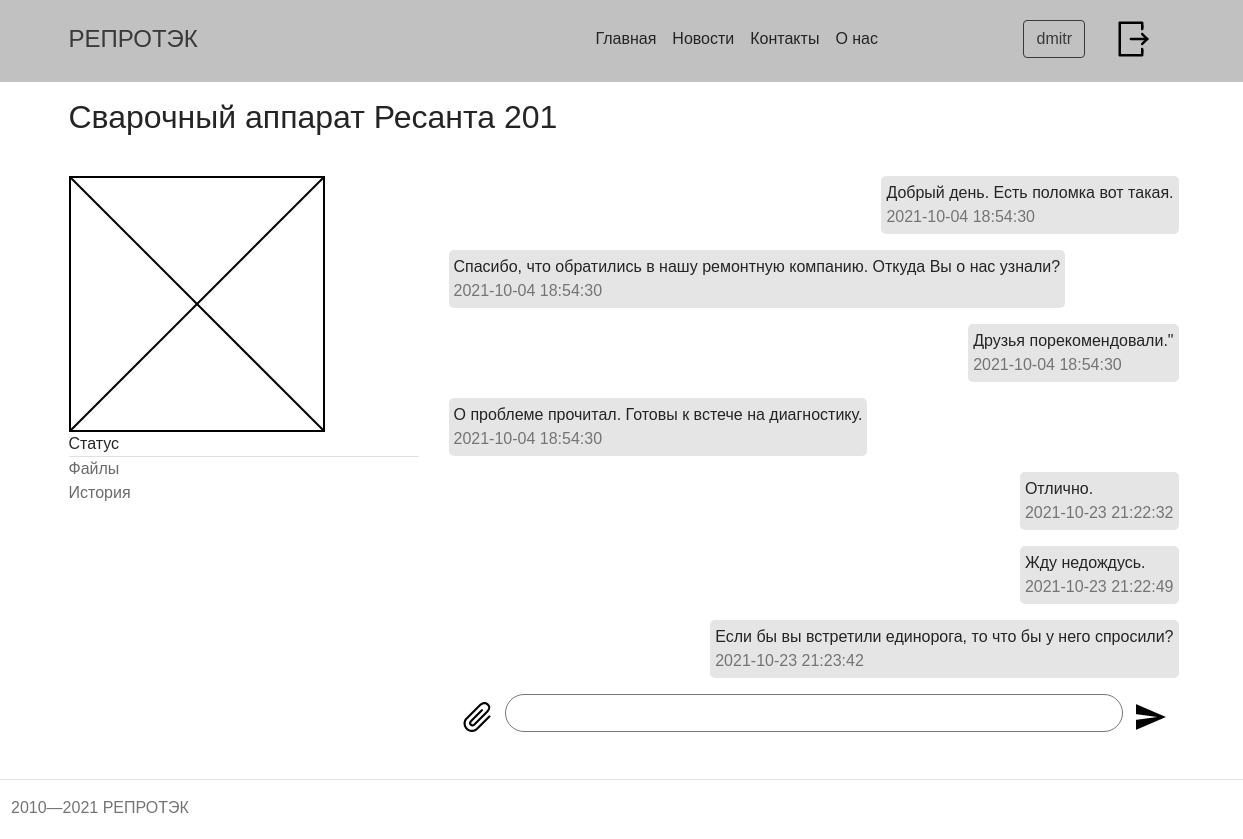 РЕПРОТЭК
Главная Новости Контакты О нас
dmitr
Сварочный аппарат Ресанта 201
Статус
Файлы
История
Добрый день. Есть поломка вот такая.
2021-10-04 18:54:30
Спасибо, что обратились в нашу ремонтную компанию. Откуда Вы о нас узнали?
2021-10-04 18:54:30
Друзья порекомендовали."
2021-10-04 18:54:30
О проблеме прочитал. Готовы к встече на диагностику.
2021-10-04 18:54:30
Отлично.
2021-10-23 21:22:32
Жду недождусь.
2021-10-23 21:22:49
Если бы вы встретили единорога, то что бы у него спросили?
2021-10-23 21:23:42
2010—2021 РЕПРОТЭК